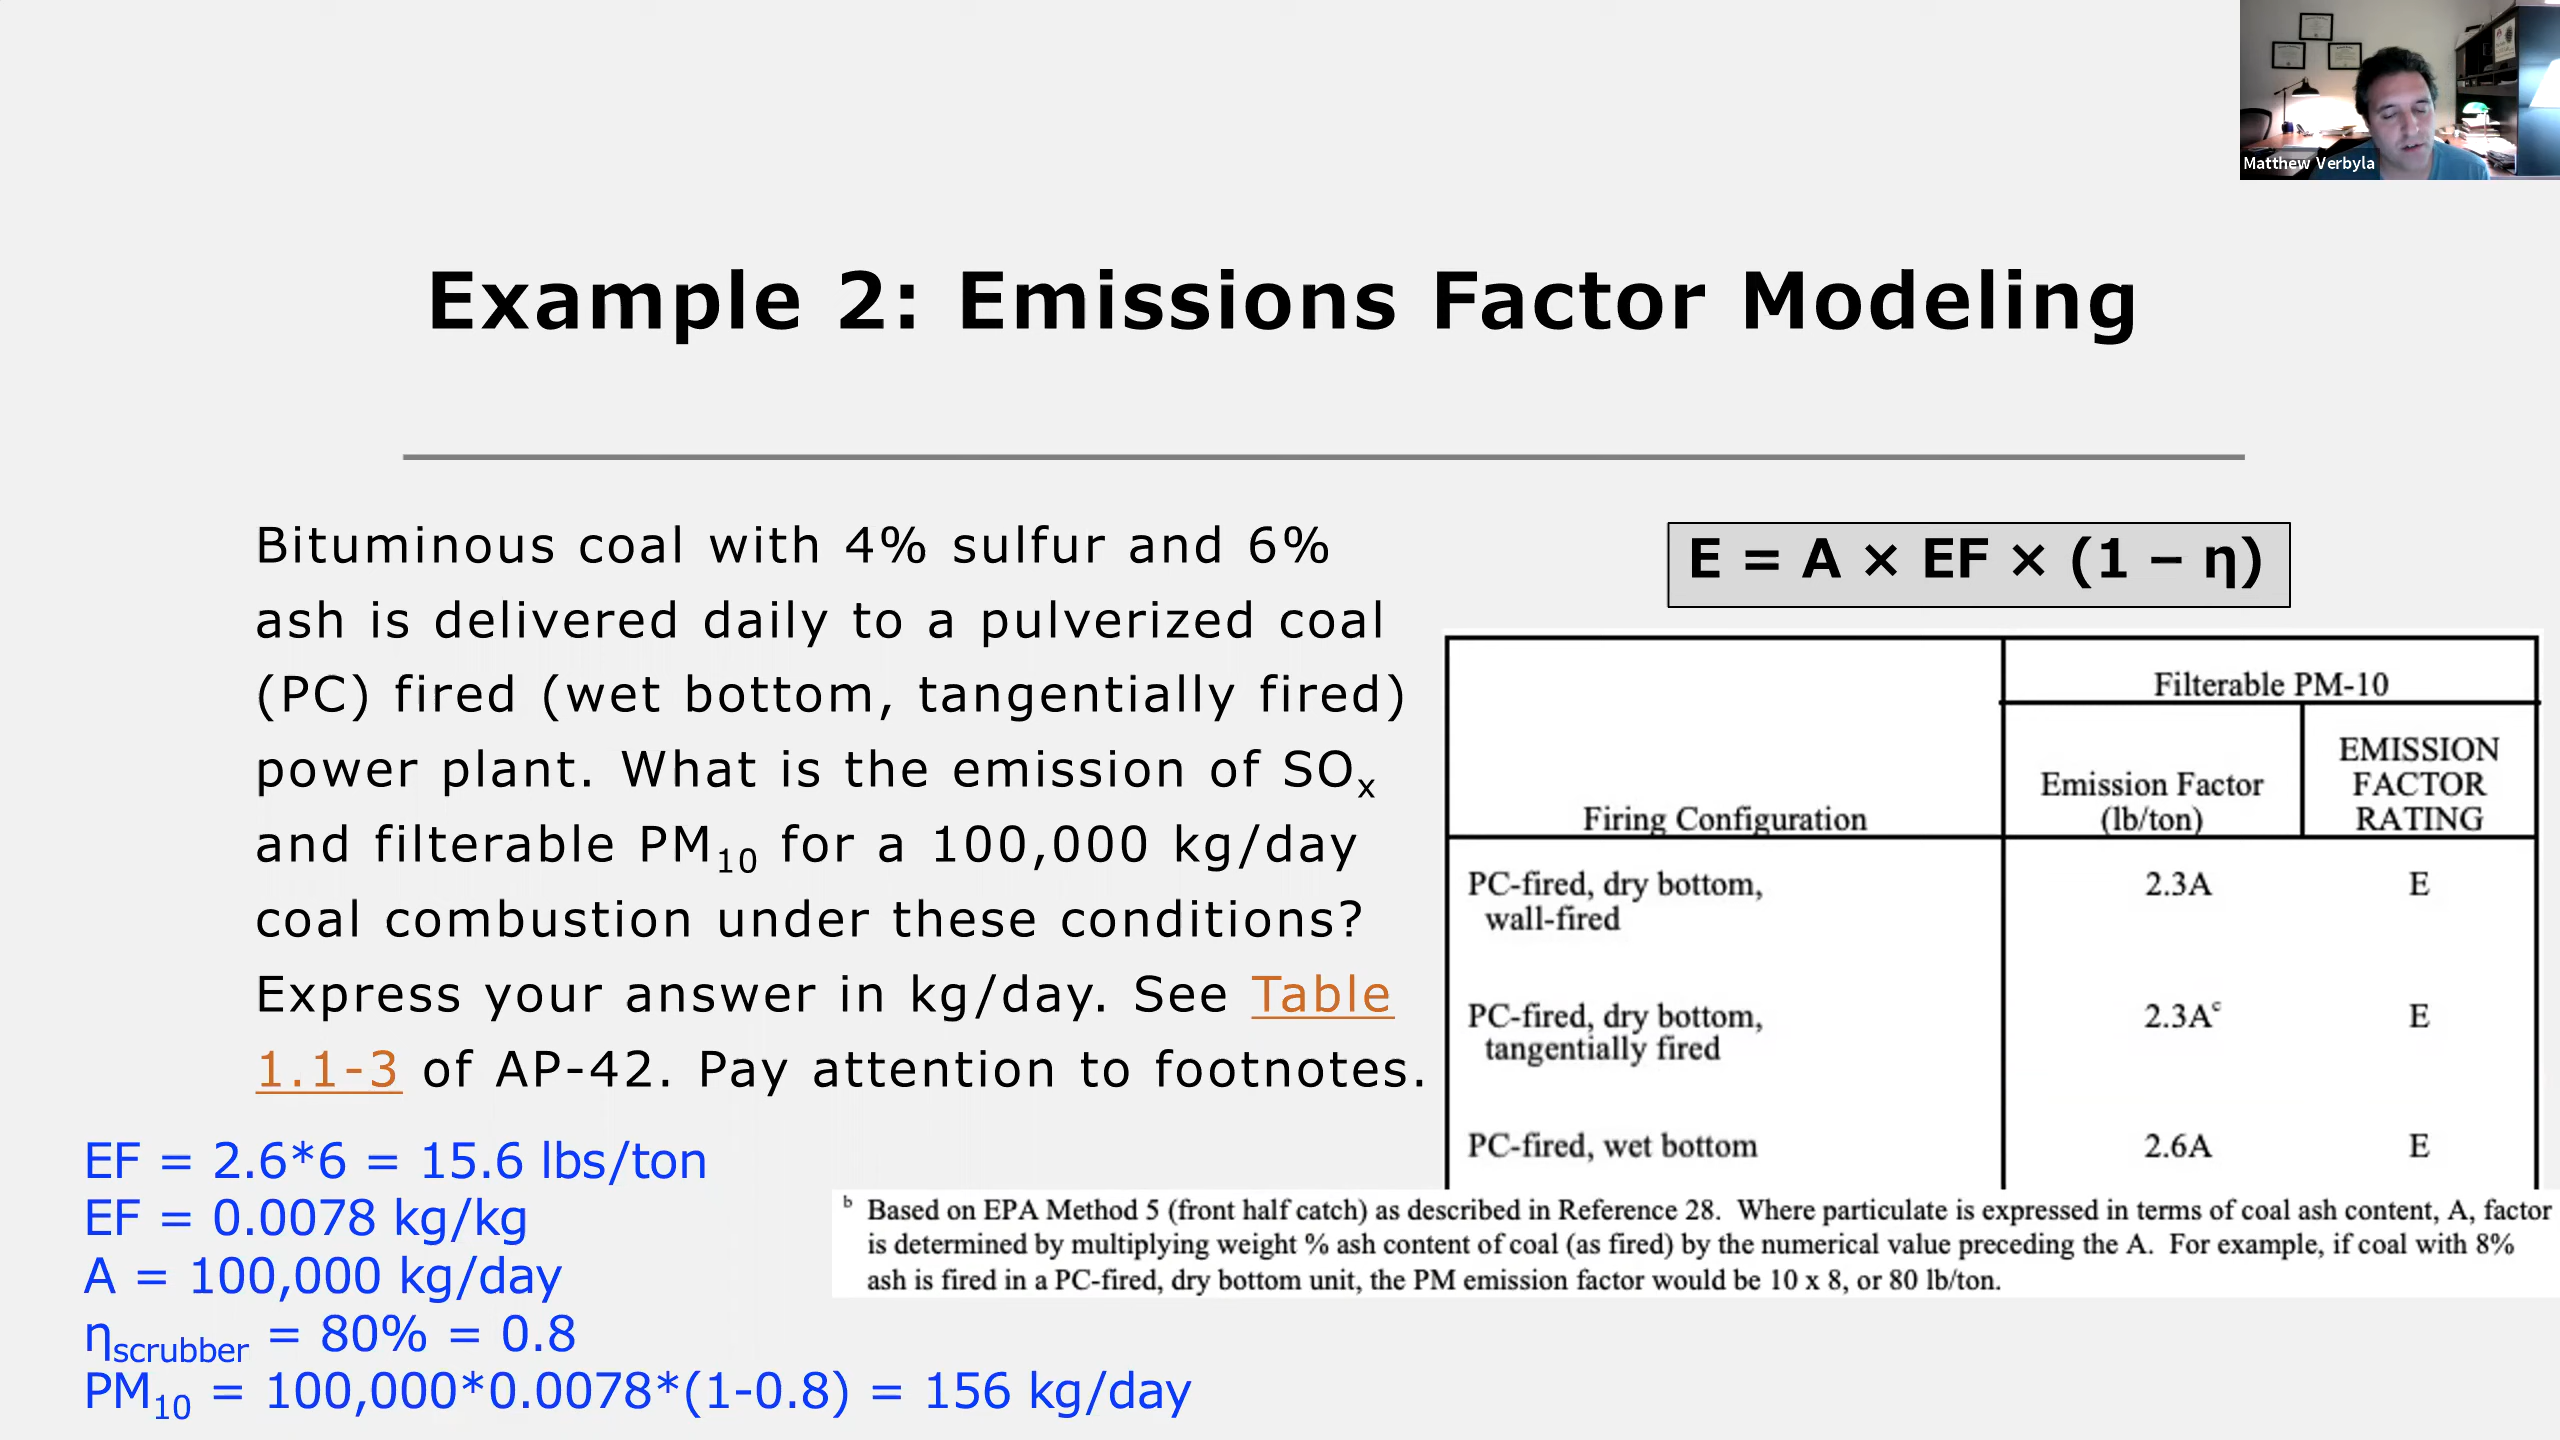 Matthew Verbyla
Example 2: Emissions Factor Modeling
Bituminous coal with 4% sulfur and 6%
ash is delivered daily to a pulverized coal
(PC) fired (wet bottom, tangentially fired)
power plant. What is the emission of SOₓ
and filterable PM₁₀ for a 100,000 kg/day
coal combustion under these conditions?
Express your answer in kg/day. See Table
1.1-3 of AP-42. Pay attention to footnotes.
E = A × EF × (1 – η)
Filterable PM-10
Firing Configuration
Emission Factor
(lb/ton)
EMISSION
FACTOR
RATING
PC-fired, dry bottom,
wall-fired
2.3A
E
PC-fired, dry bottom,
tangentially fired
2.3Aᶜ
E
PC-fired, wet bottom
2.6A
E
ᵇ Based on EPA Method 5 (front half catch) as described in Reference 28. Where particulate is expressed in terms of coal ash content, A, factor
is determined by multiplying weight % ash content of coal (as fired) by the numerical value preceding the A. For example, if coal with 8%
ash is fired in a PC-fired, dry bottom unit, the PM emission factor would be 10 x 8, or 80 lb/ton.
EF = 2.6*6 = 15.6 lbs/ton
EF = 0.0078 kg/kg
A = 100,000 kg/day
ηscrubber = 80% = 0.8
PM₁₀ = 100,000*0.0078*(1-0.8) = 156 kg/day